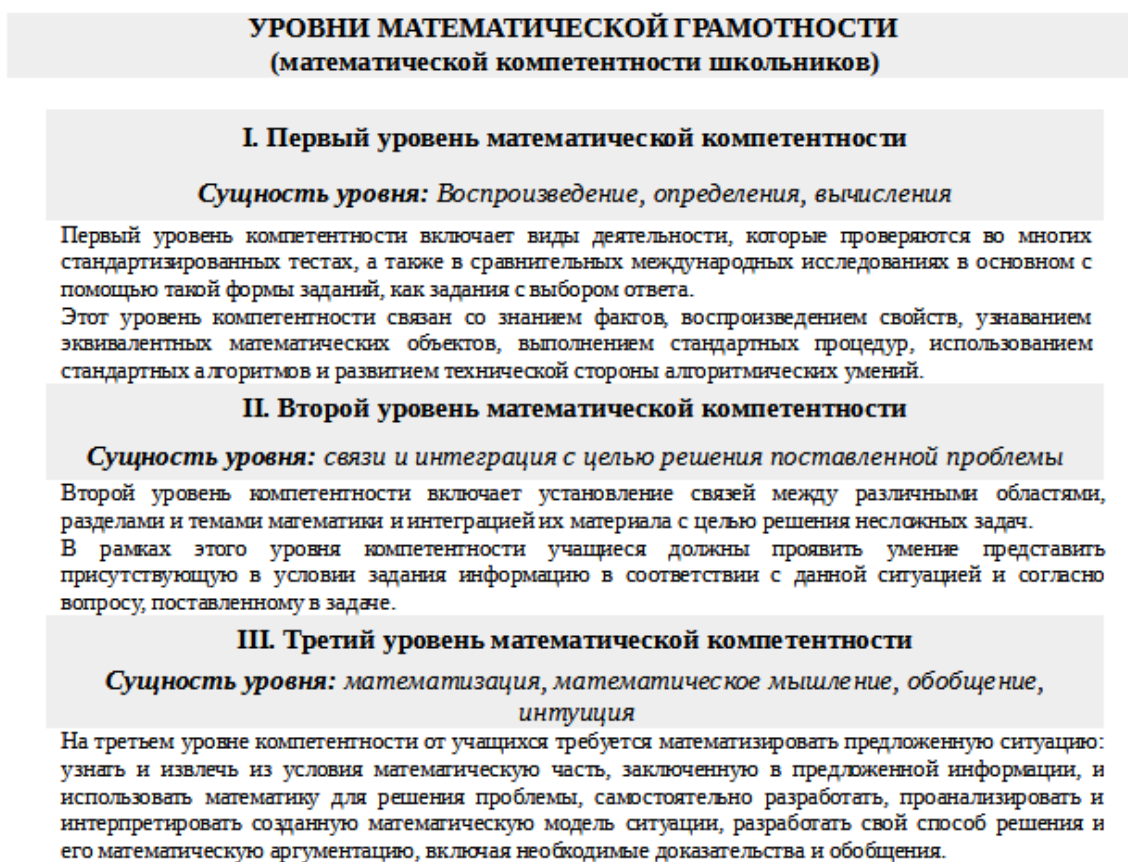 УРОВНИ МАТЕМАТИЧЕСКОЙ ГРАМОТНОСТИ
(математической компетентности школьников)
I. Первый уровень математической компетентности
Сущность уровня: Воспроизведение, определения, вычисления
Первый уровень компетентности включает виды деятельности, которые проверяются во многих
стандартизированных тестах, а также в сравнительных международных исследованиях в основном с
помощью такой формы заданий, как задания с выбором ответа.
Этот уровень компетентности связан со знанием фактов, воспроизведением свойств, узнаванием
эквивалентных математических объектов, выполнением стандартных процедур, использованием
стандартных алгоритмов и развитием технической стороны алгоритмических умений.
II. Второй уровень математической компетентности
Сущность уровня: связи и интеграция с целью решения поставленной проблемы
Второй уровень компетентности включает установление связей между различными областями,
разделами и темами математики и интеграцией их материала с целью решения несложных задач.
В рамках этого уровня компетентности учащиеся должны проявить умение представить
присутствующую в условии задания информацию в соответствии с данной ситуацией и согласно
вопросу, поставленному в задаче.
III. Третий уровень математической компетентности
Сущность уровня: математизация, математическое мышление, обобщение,
интуиция
На третьем уровне компетентности от учащихся требуется математизировать предложенную ситуацию:
узнать и извлечь из условия математическую часть, заключенную в предложенной информации, и
использовать математику для решения проблемы, самостоятельно разработать, проанализировать и
интерпретировать созданную математическую модель ситуации, разработать свой способ решения и
его математическую аргументацию, включая необходимые доказательства и обобщения.